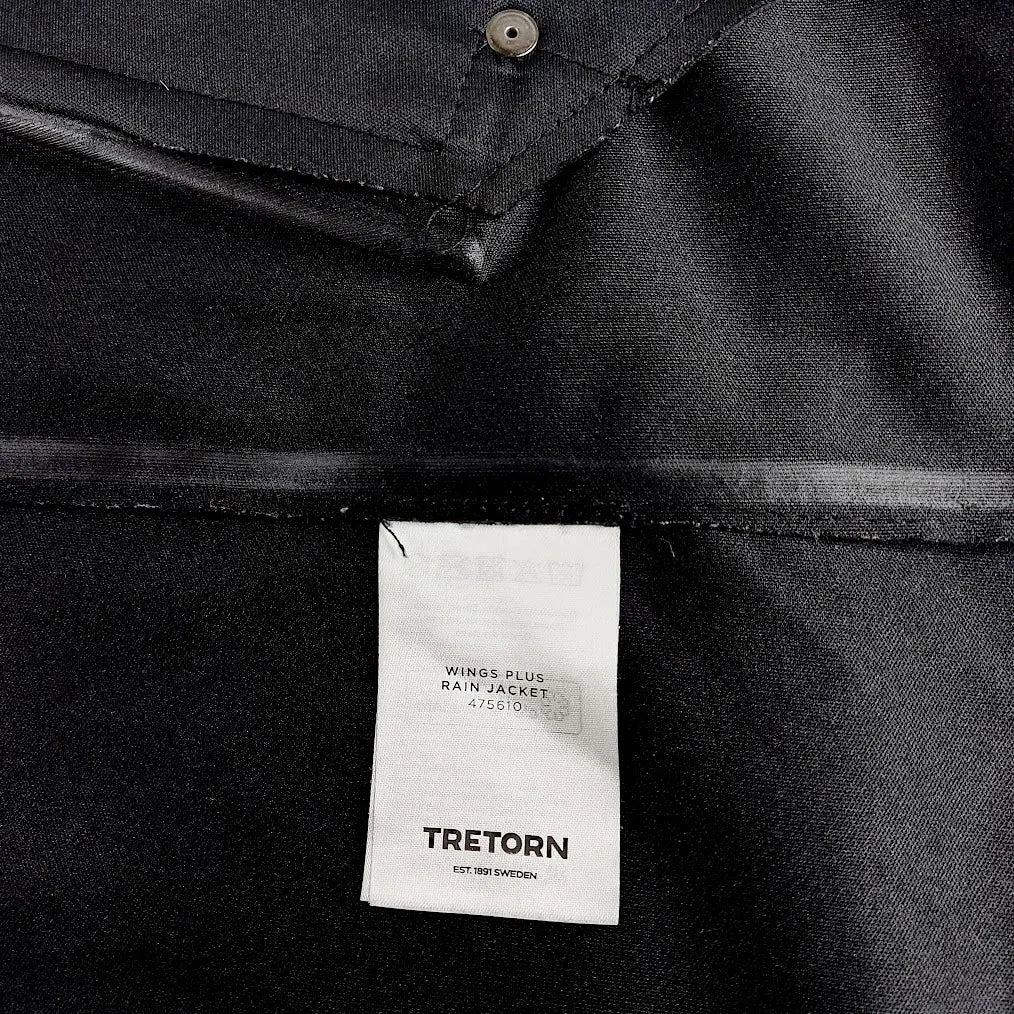 WINGS PLUS
RAIN JACKET
475610
TRETORN
EST. 1891 SWEDEN